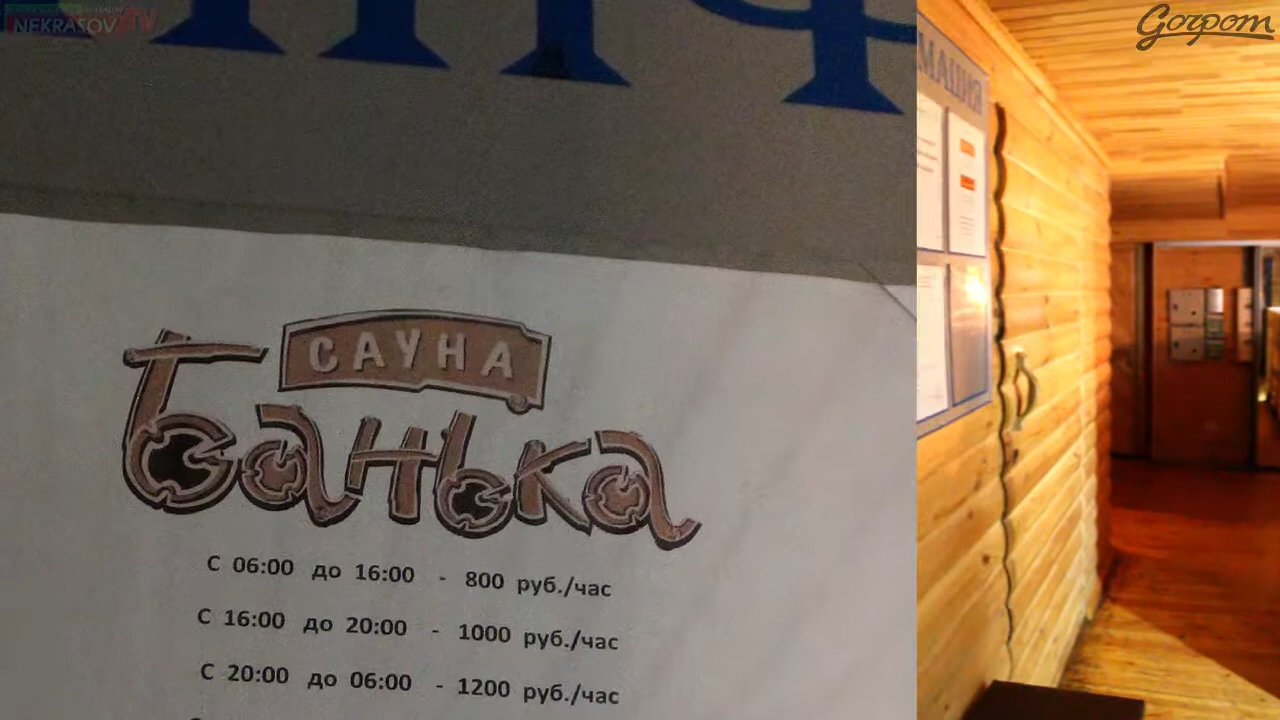 NEKRASOV TV
Gorpom
МАЦИЯ
САУНА
Банька
С 06:00 до 16:00 - 800 руб./час
С 16:00 до 20:00 - 1000 руб./час
С 20:00 до 06:00 - 1200 руб./час